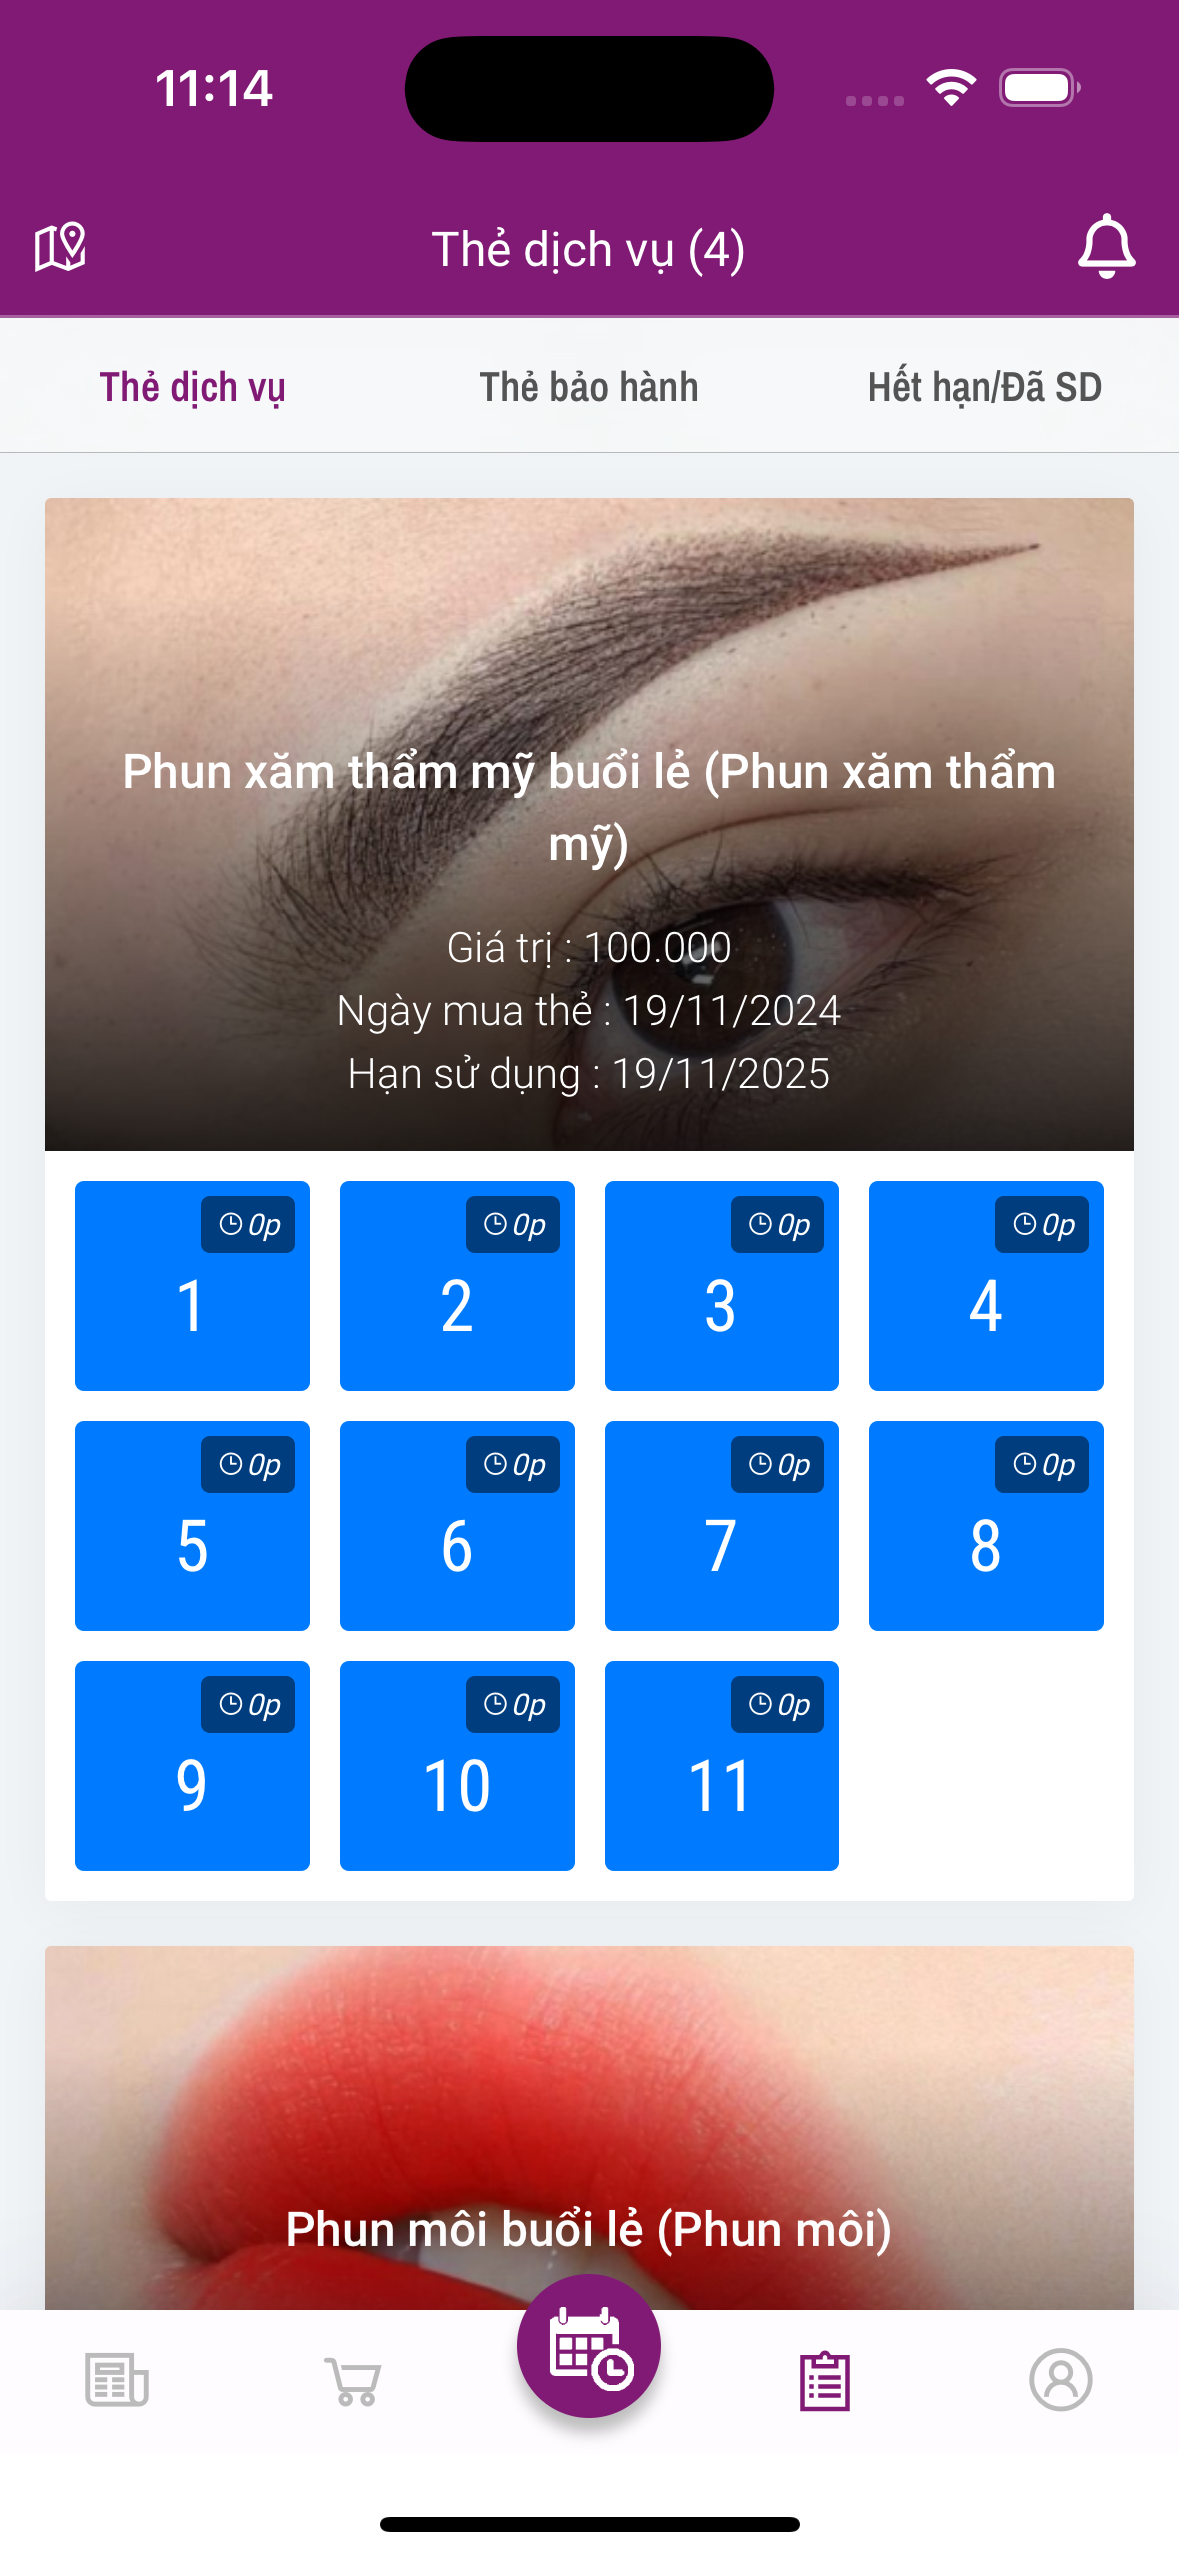 11:14
Thẻ dịch vụ (4)
Thẻ dịch vụ
Thẻ bảo hành
Hết hạn/Đã SD
Phun xăm thẩm mỹ buổi lẻ (Phun xăm thẩm
mỹ)
Giá trị : 100.000
Ngày mua thẻ : 19/11/2024
Hạn sử dụng : 19/11/2025
0p
1
0p
2
0p
3
0p
4
0p
5
0p
6
0p
7
0p
8
0p
9
0p
10
0p
11
Phun môi buổi lẻ (Phun môi)